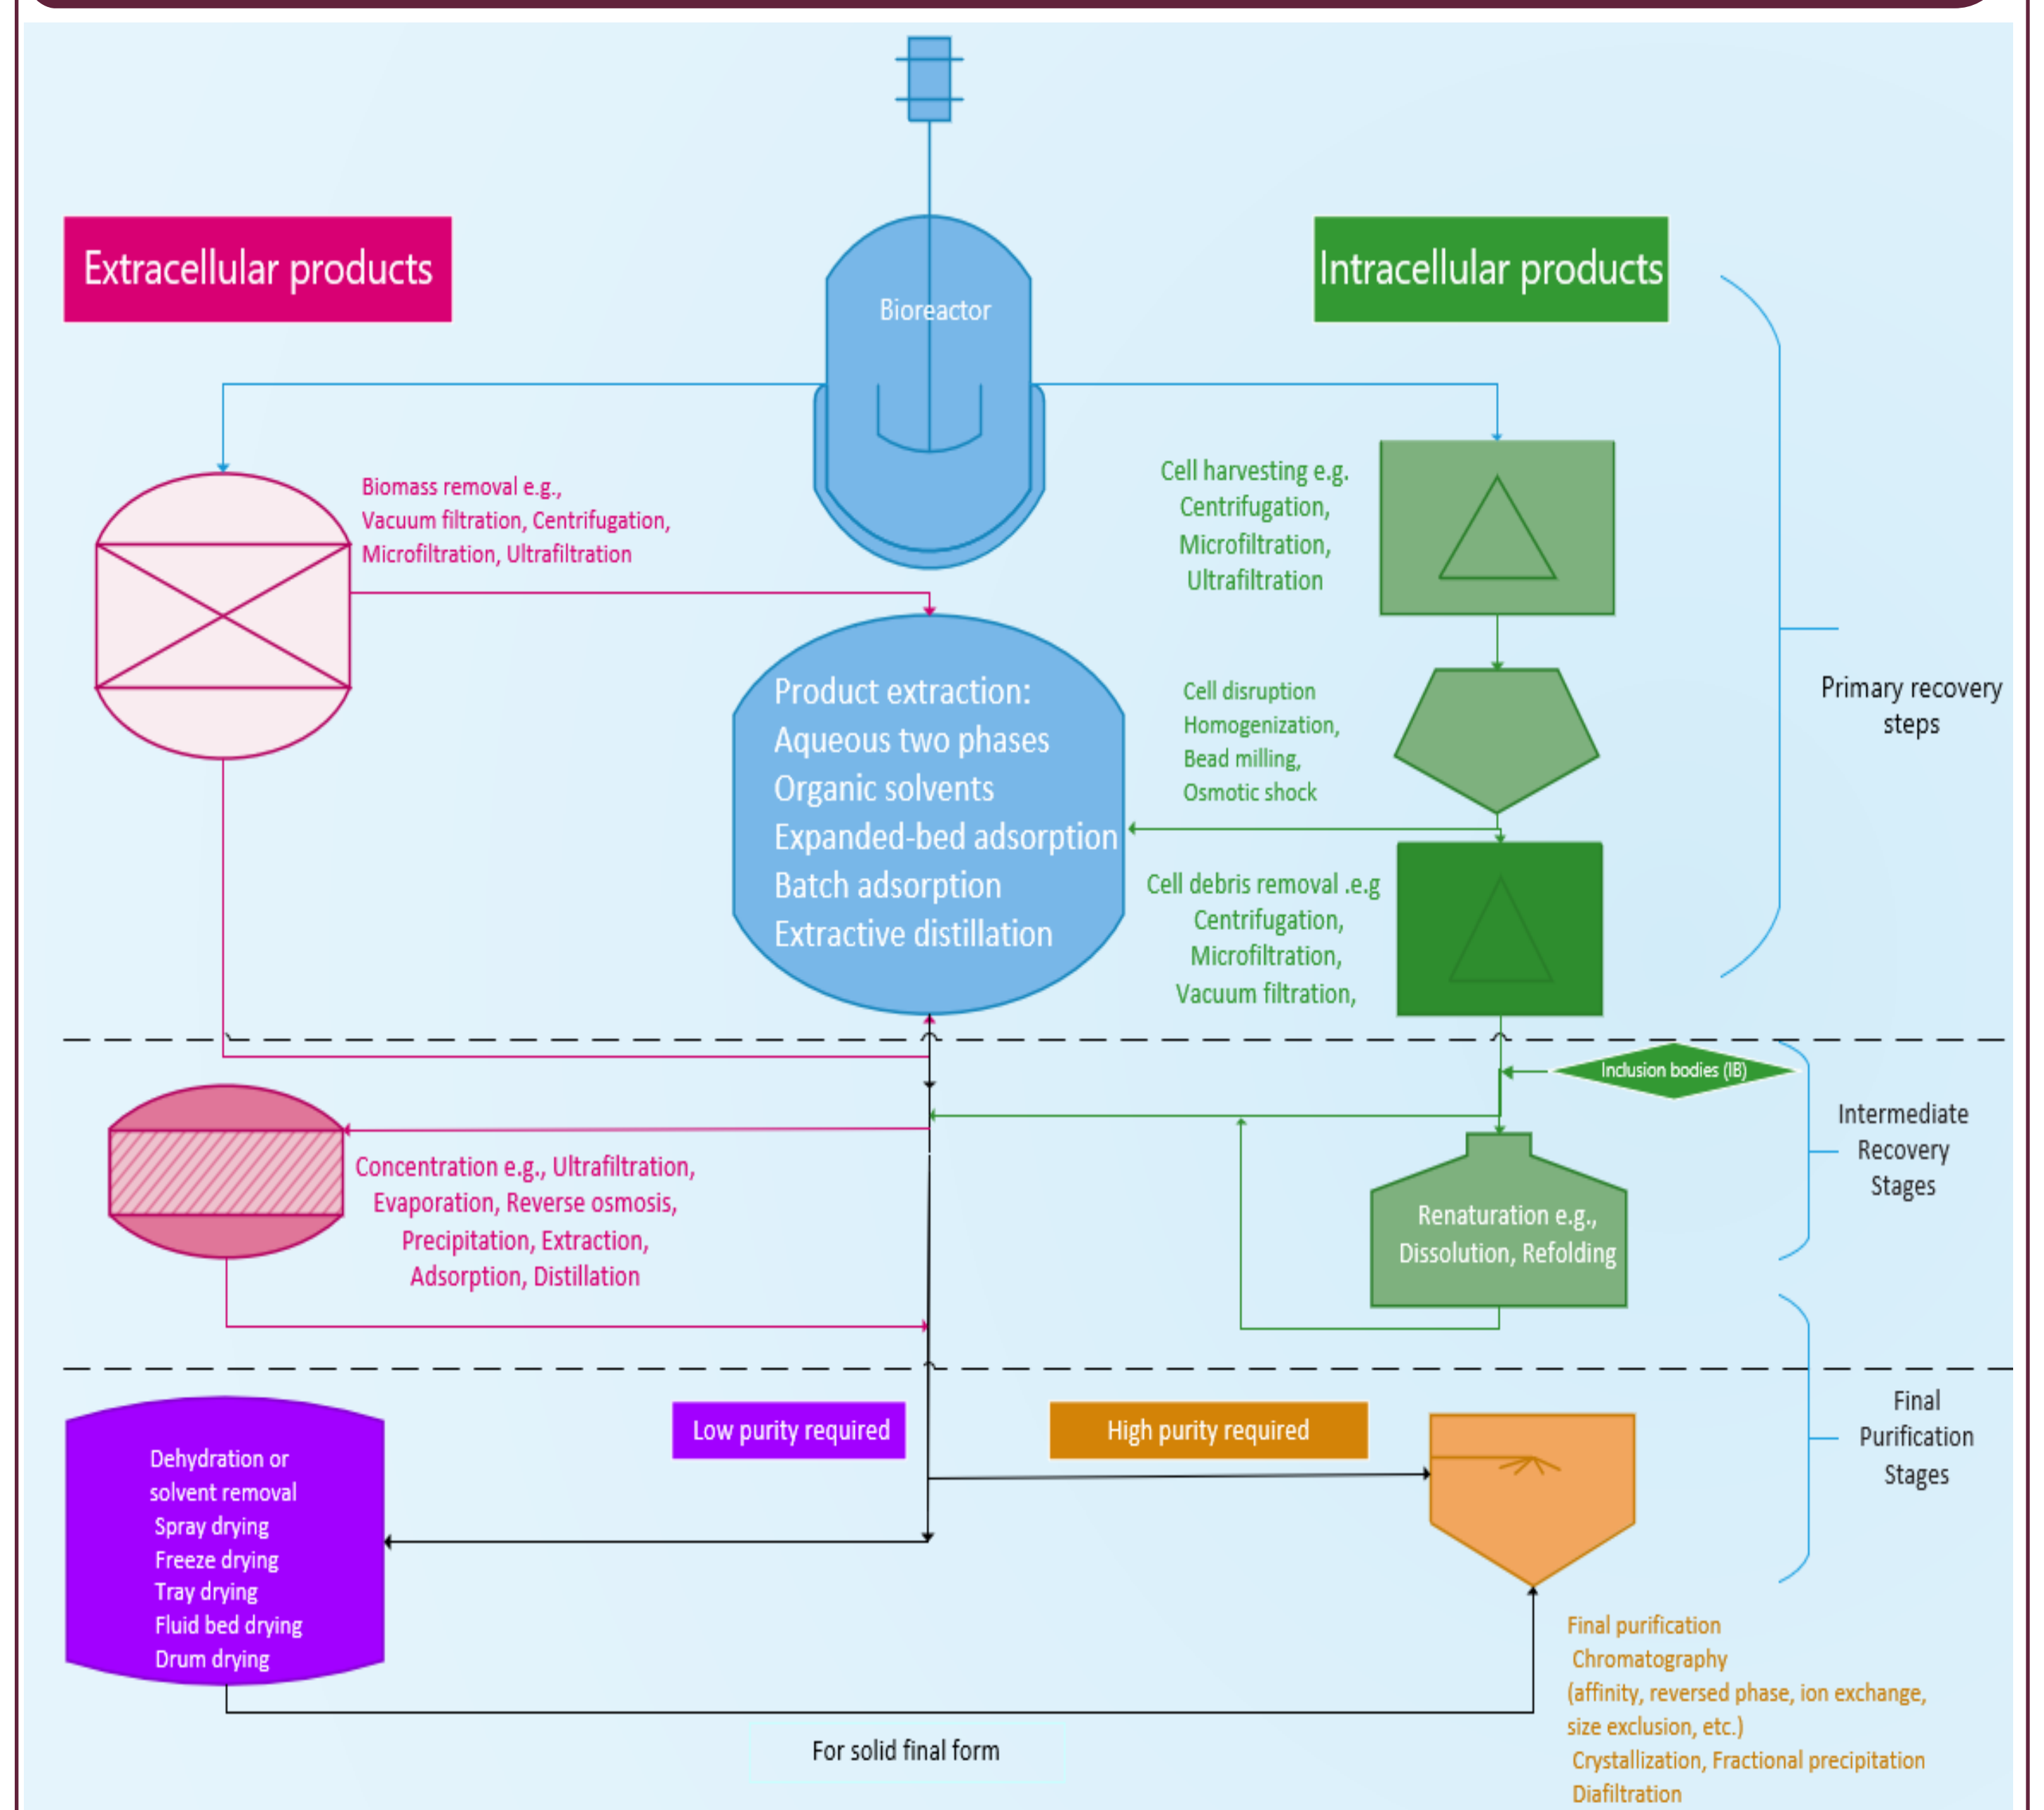 Extracellular products
Bioreactor
Intracellular products
Biomass removal e.g.,
Vacuum filtration, Centrifugation,
Microfiltration, Ultrafiltration
Cell harvesting e.g.
Centrifugation,
Microfiltration,
Ultrafiltration
Product extraction:
Aqueous two phases
Organic solvents
Expanded-bed adsorption
Batch adsorption
Extractive distillation
Cell disruption
Homogenization,
Bead milling,
Osmotic shock
Primary recovery
steps
Cell debris removal .e.g
Centrifugation,
Microfiltration,
Vacuum filtration,
Inclusion bodies (IB)
Intermediate
Recovery
Stages
Concentration e.g., Ultrafiltration,
Evaporation, Reverse osmosis,
Precipitation, Extraction,
Adsorption, Distillation
Renaturation e.g.,
Dissolution, Refolding
Low purity required
High purity required
Final
Purification
Stages
Dehydration or
solvent removal
Spray drying
Freeze drying
Tray drying
Fluid bed drying
Drum drying
Final purification
Chromatography
(affinity, reversed phase, ion exchange,
size exclusion, etc.)
Crystallization, Fractional precipitation
Diafiltration
For solid final form